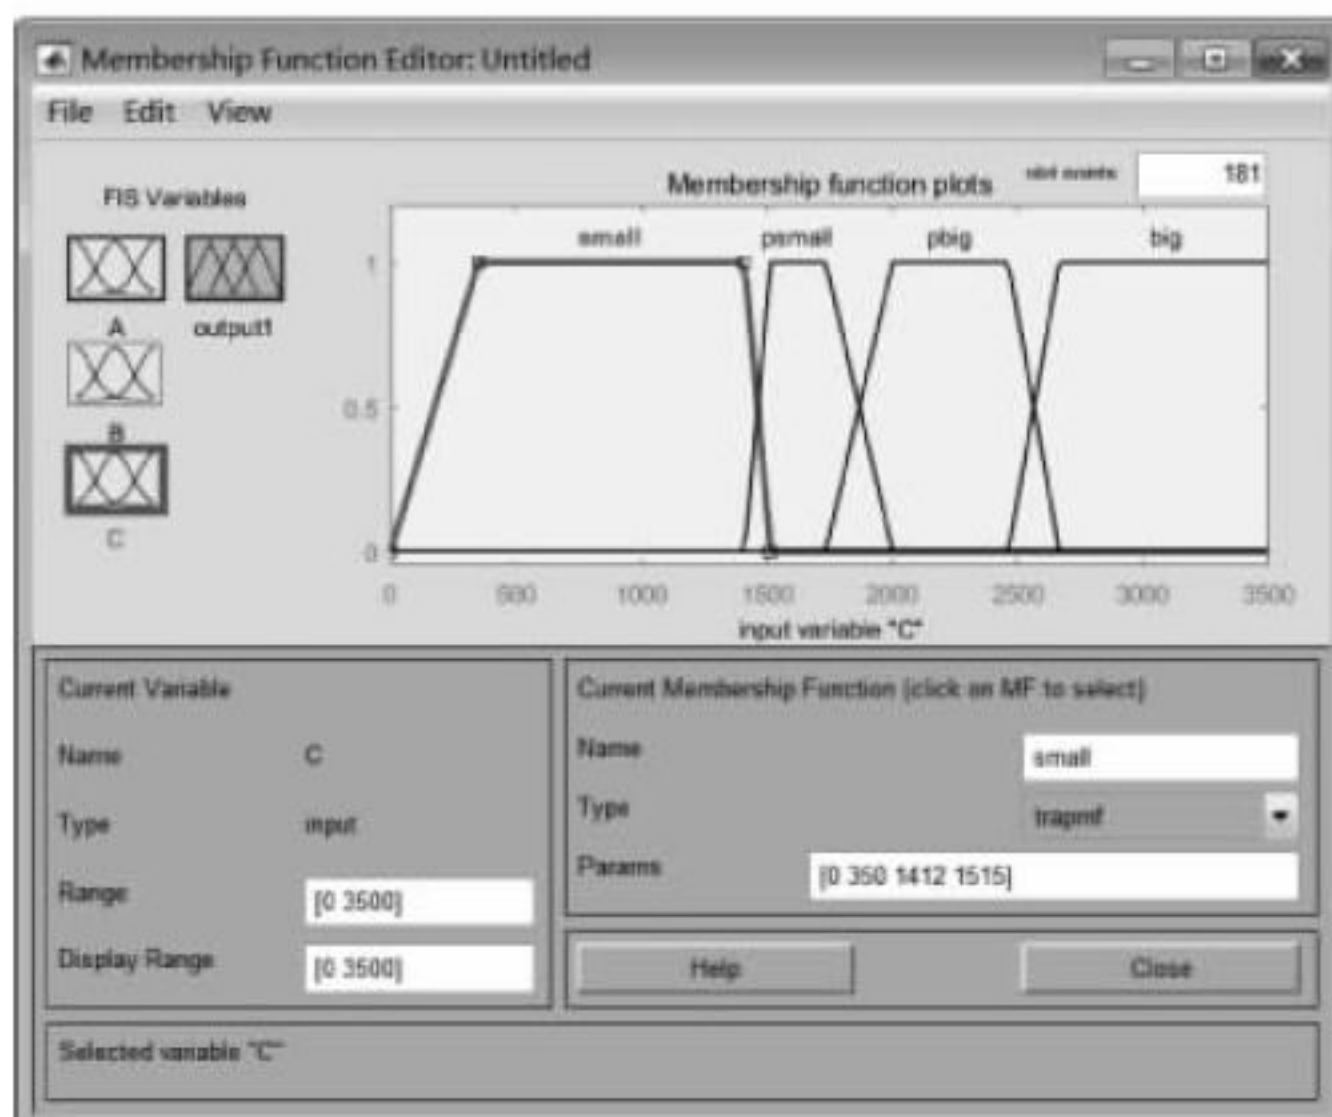 Membership Function Editor: Untitled
File Edit View
FIS Variables
Membership function plots
plot points:
181
small psmall pbig big
A
output1
B
C
1
0.5
0
0 500 1000 1500 2000 2500 3000 3500
input variable "C"
Current Variable
Name C
Type input
Range [0 3500]
Display Range [0 3500]
Current Membership Function (click on MF to select)
Name small
Type trapmf
Params [0 350 1412 1515]
Help Close
Selected variable "C"